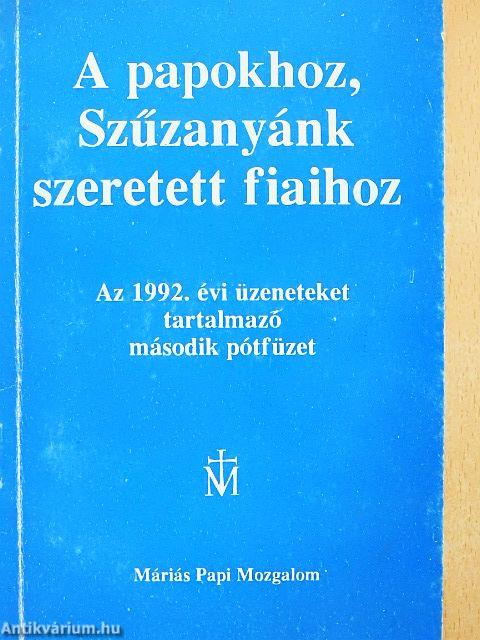 A papokhoz,
Szűzanyánk
szeretett fiaihoz
Az 1992. évi üzeneteket
tartalmazó
második pótfüzet
M
Máriás Papi Mozgalom
Antikvárium.hu